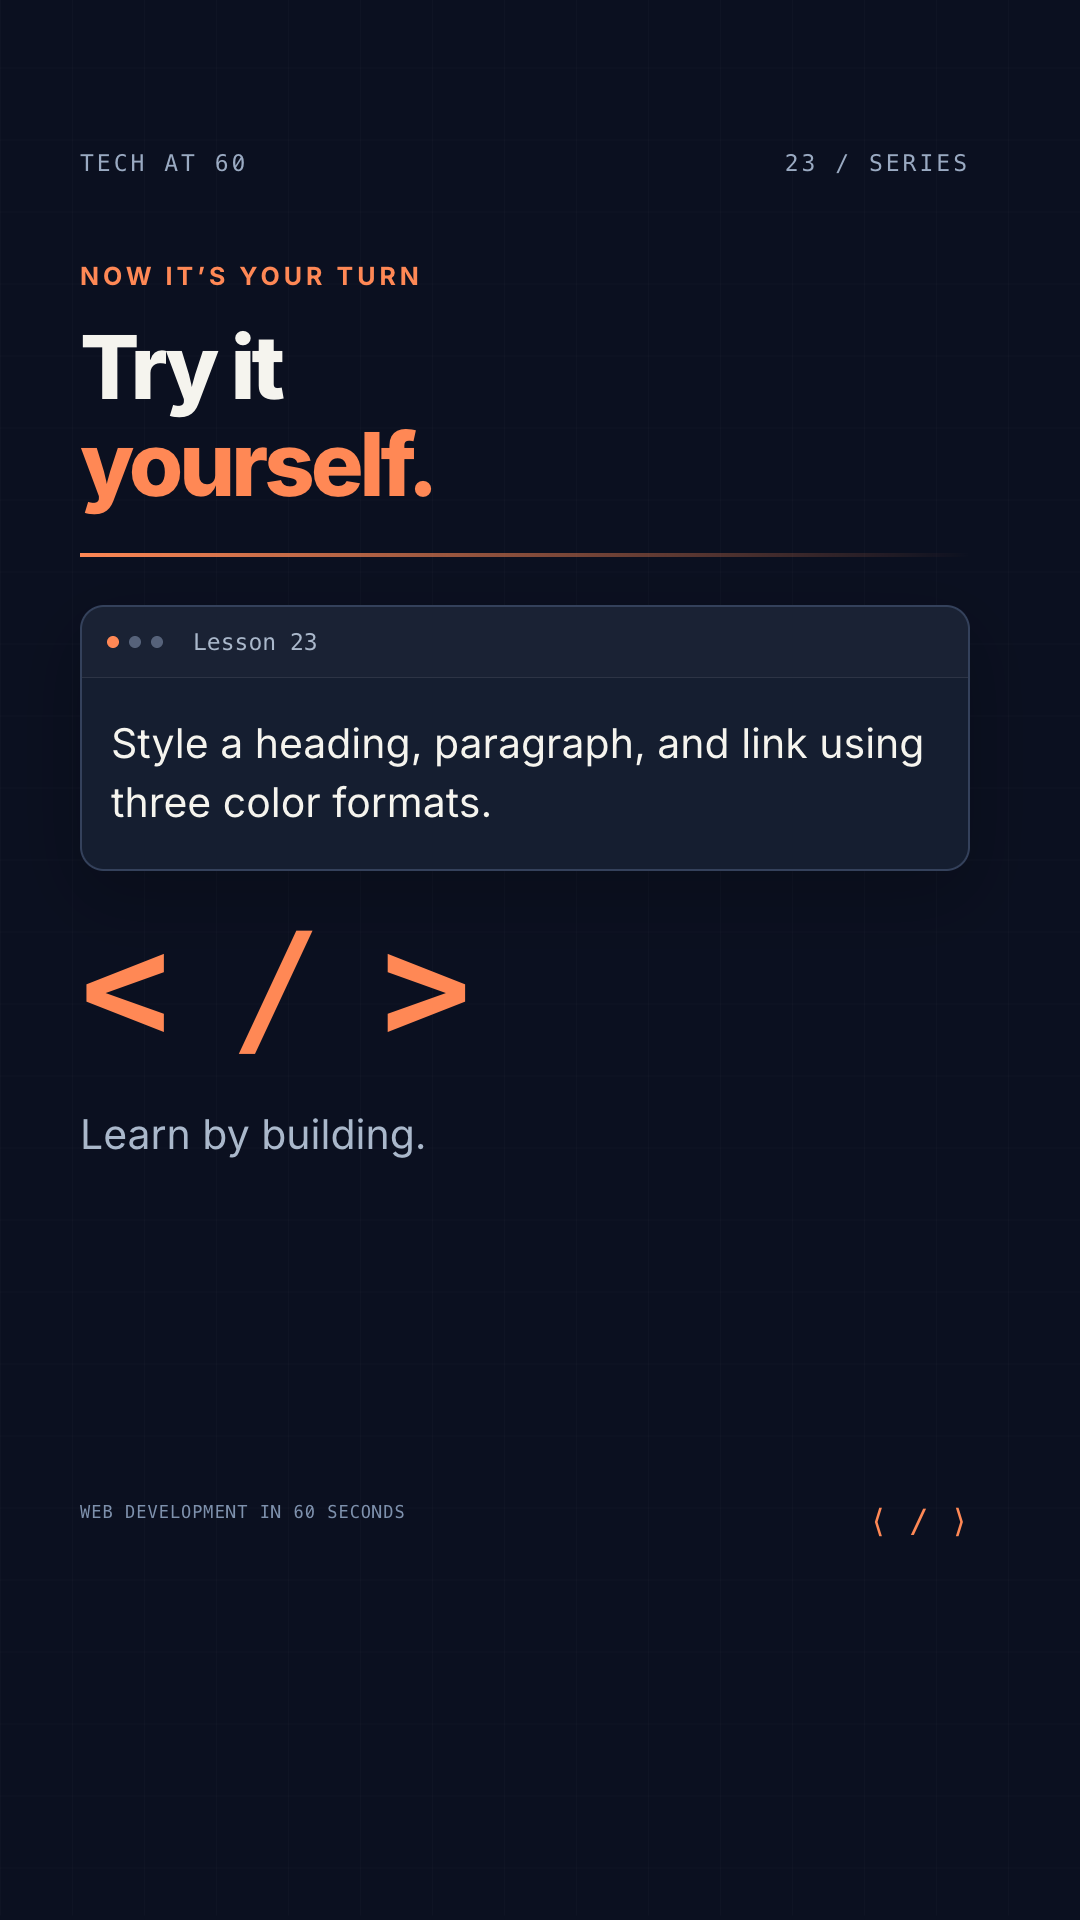 TECH AT 60
23 / SERIES
NOW IT’S YOUR TURN
Try it
yourself.
Lesson 23
Style a heading, paragraph, and link using
three color formats.
< / >
Learn by building.
WEB DEVELOPMENT IN 60 SECONDS
⟨ / ⟩